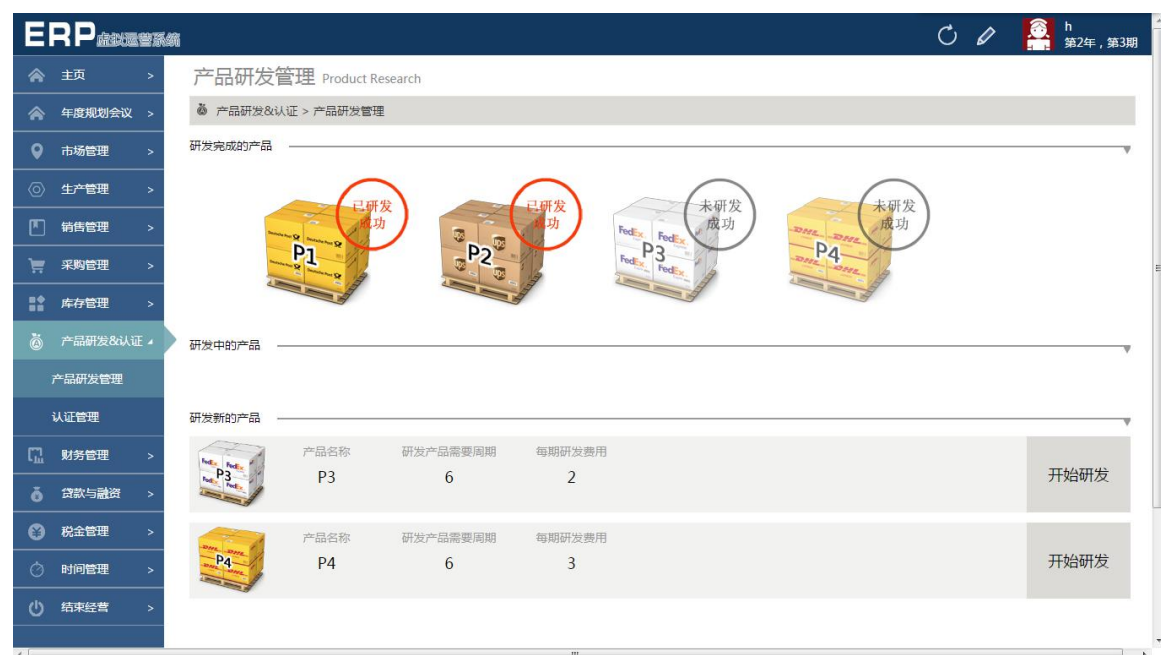 ERP虚拟运营系统
h
第2年，第3期
主页 >
年度规划会议 >
市场管理 >
生产管理 >
销售管理 >
采购管理 >
库存管理 >
产品研发&认证
产品研发管理
认证管理
财务管理 >
贷款与融资 >
税金管理 >
时间管理 >
结束经营 >
产品研发管理 Product Research
产品研发&认证 > 产品研发管理
研发完成的产品
已研发
成功
P1
已研发
成功
ups
P2
未研发
成功
FedEx FedEx
P3
FedEx FedEx
未研发
成功
DHL DHL
P4
研发中的产品
研发新的产品
产品名称 研发产品需要周期 每期研发费用
P3 6 2
开始研发
P3
产品名称 研发产品需要周期 每期研发费用
P4 6 3
开始研发
P4